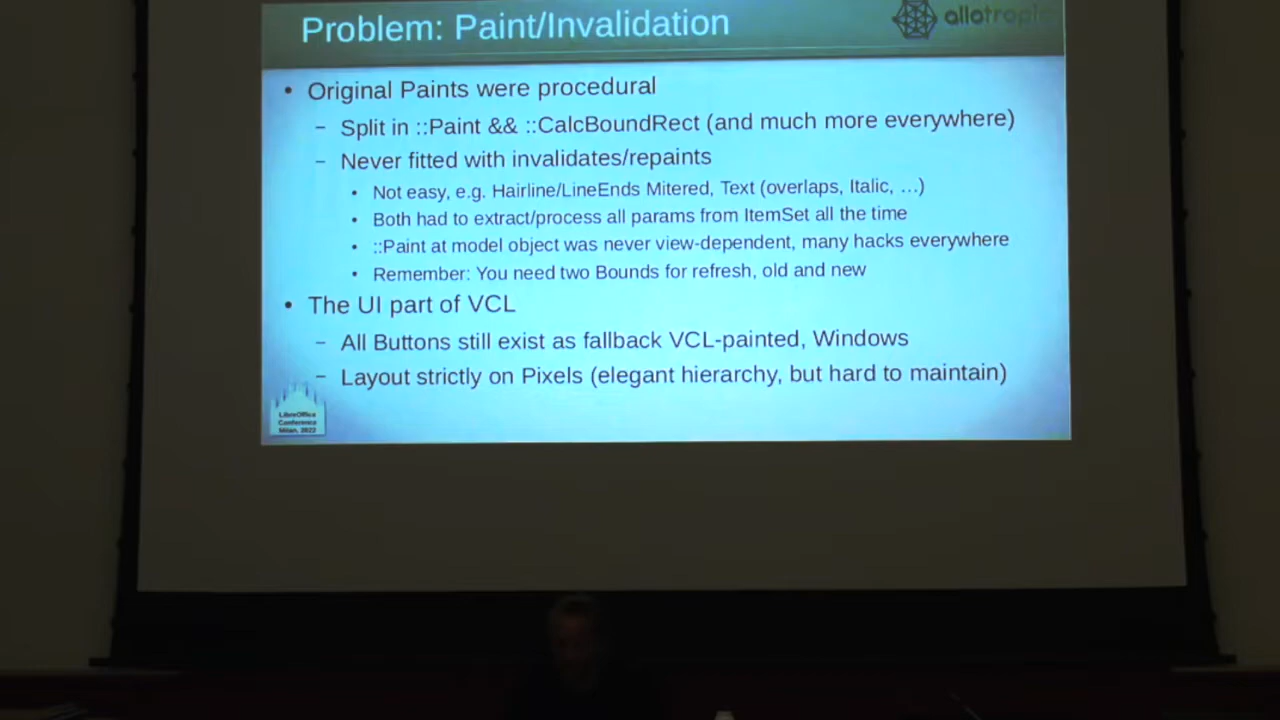 Problem: Paint/Invalidation
allotropia
• Original Paints were procedural
– Split in ::Paint && ::CalcBoundRect (and much more everywhere)
– Never fitted with invalidates/repaints
• Not easy, e.g. Hairline/LineEnds Mitered, Text (overlaps, Italic, …)
• Both had to extract/process all params from ItemSet all the time
• ::Paint at model object was never view-dependent, many hacks everywhere
• Remember: You need two Bounds for refresh, old and new
• The UI part of VCL
– All Buttons still exist as fallback VCL-painted, Windows
– Layout strictly on Pixels (elegant hierarchy, but hard to maintain)
LibreOffice
Conference
Milan, 2022